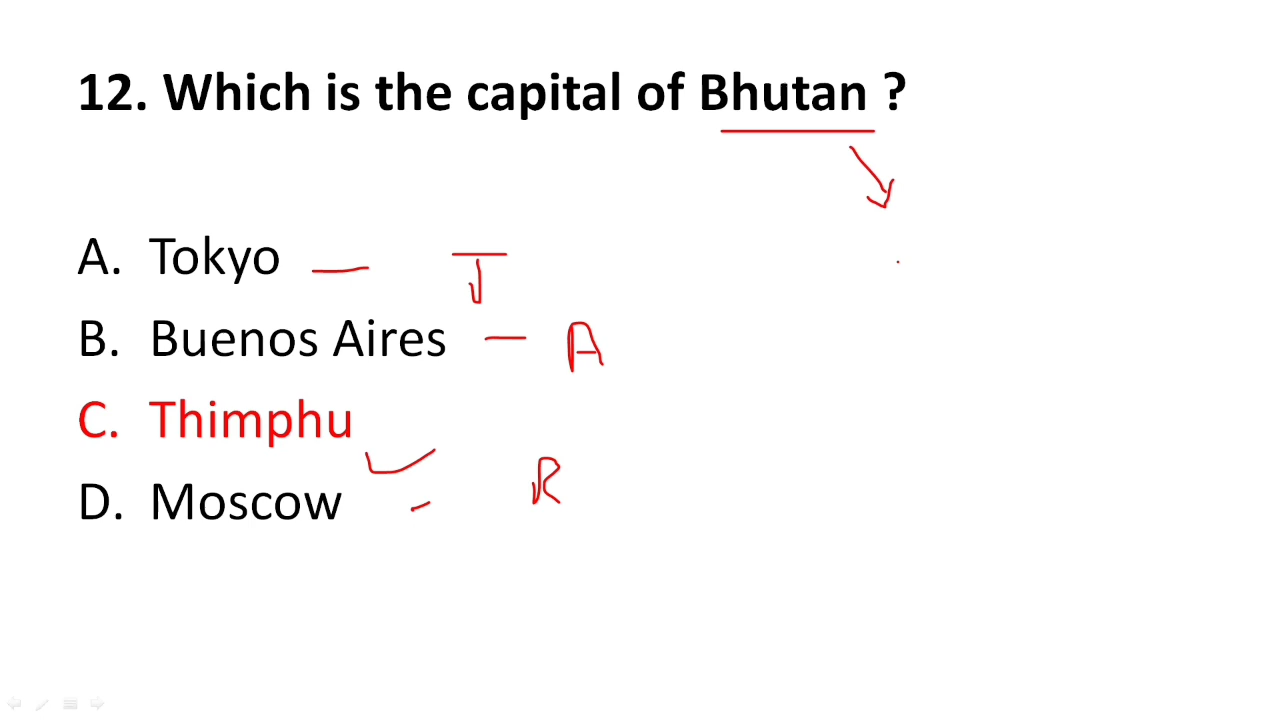 12. Which is the capital of Bhutan ?
A. Tokyo — J
B. Buenos Aires — A
C. Thimphu
D. Moscow - R